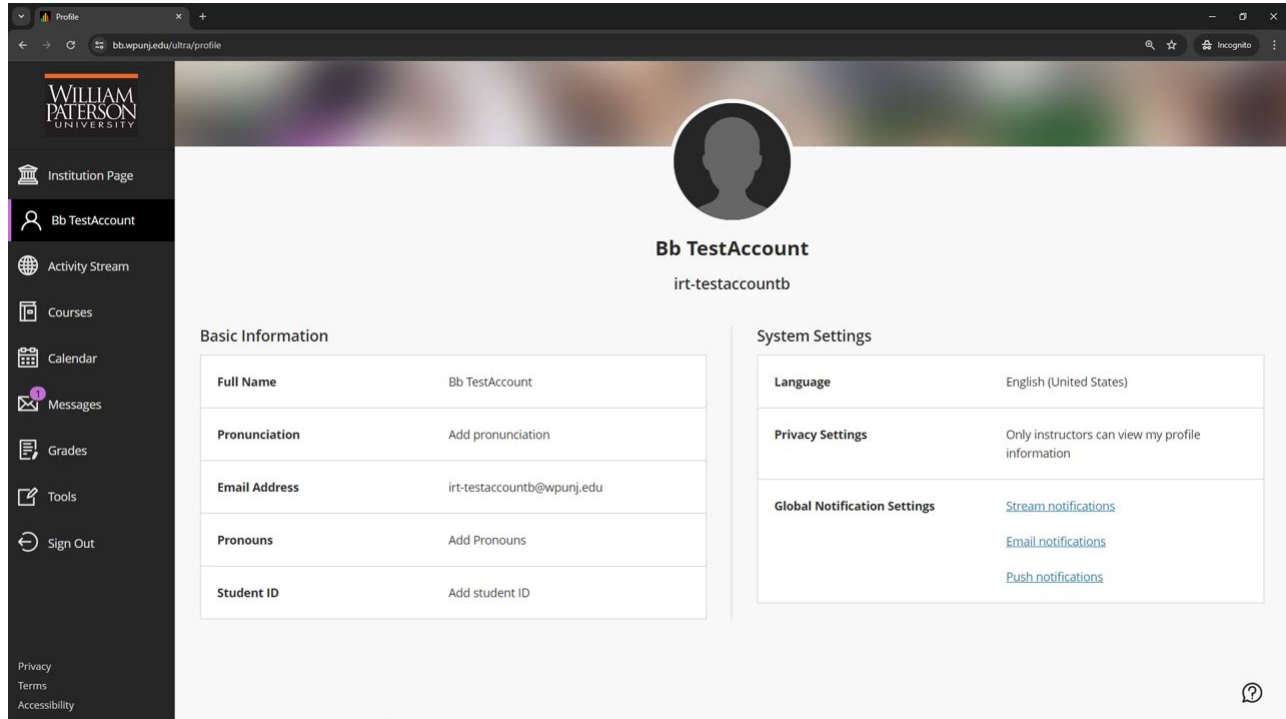 Profile
bb.wpunj.edu/ultra/profile
Incognito
WILLIAM
PATERSON
UNIVERSITY
Institution Page
Bb TestAccount
Activity Stream
Courses
Calendar
1
Messages
Grades
Tools
Sign Out
Privacy
Terms
Accessibility
Bb TestAccount
irt-testaccountb
Basic Information
Full Name Bb TestAccount
Pronunciation Add pronunciation
Email Address irt-testaccountb@wpunj.edu
Pronouns Add Pronouns
Student ID Add student ID
System Settings
Language English (United States)
Privacy Settings Only instructors can view my profile
information
Global Notification Settings Stream notifications
Email notifications
Push notifications